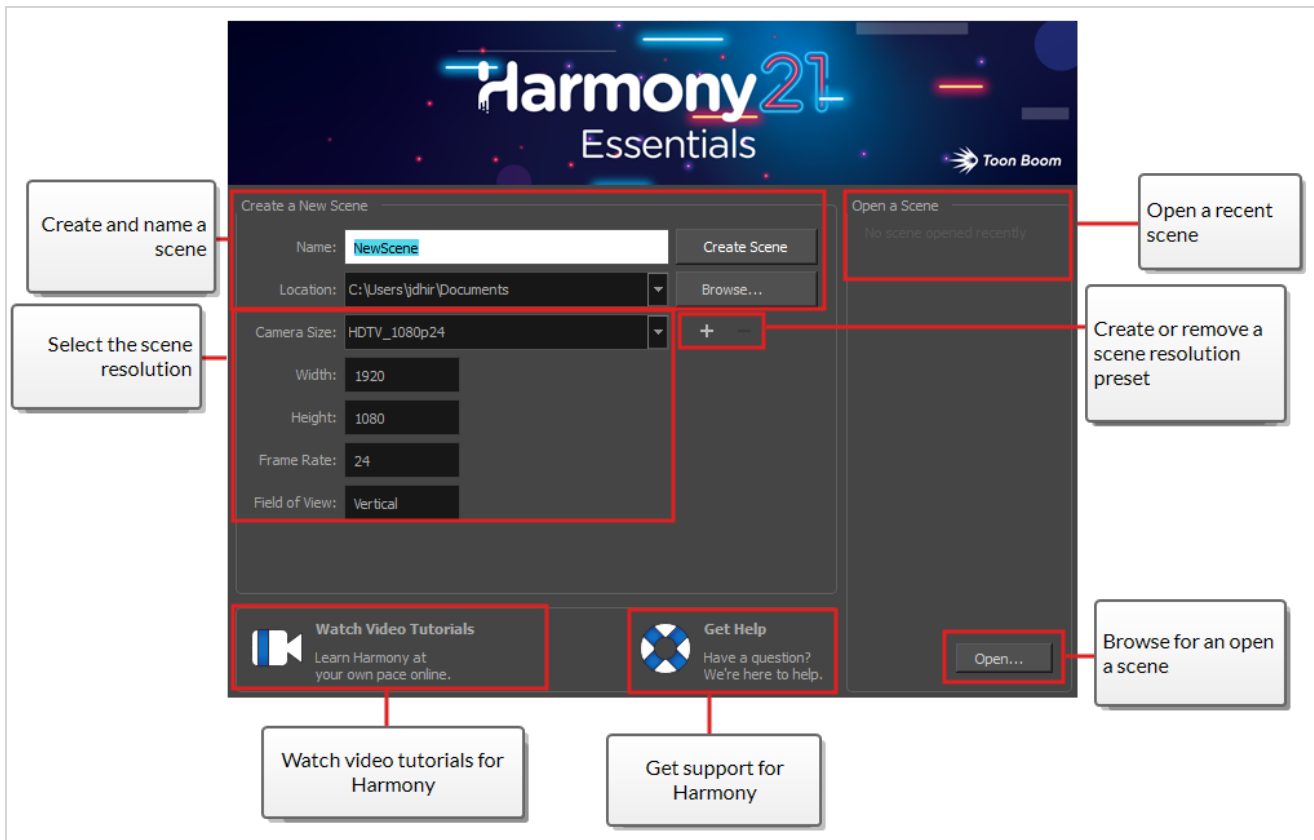 Harmony 21
Essentials
Toon Boom
Create and name a
scene
Create a New Scene
Name:
NewScene
Create Scene
Location:
C:\Users\jdhir\Documents
Browse...
Open a Scene
No scene opened recently
Open a recent
scene
Select the scene
resolution
Camera Size:
HDTV_1080p24
+
−
Create or remove a
scene resolution
preset
Width:
1920
Height:
1080
Frame Rate:
24
Field of View:
Vertical
Watch Video Tutorials
Learn Harmony at
your own pace online.
Get Help
Have a question?
We're here to help.
Open...
Browse for an open
a scene
Watch video tutorials for
Harmony
Get support for
Harmony